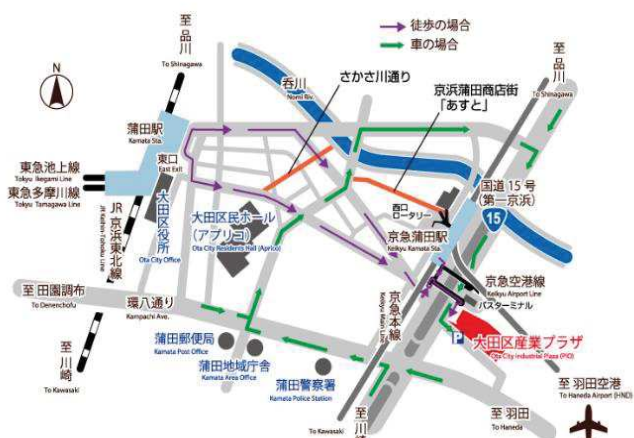 徒歩の場合
車の場合
至 品川
To Shinagawa
N
呑川
Nomi Riv.
さかさ川通り
京浜蒲田商店街
「あすと」
至 品川
To Shinagawa
蒲田駅
Kamata Sta.
東口
East Exit
東急池上線
Tokyu Ikegami Line
東急多摩川線
Tokyu Tamagawa Line
JR 京浜東北線
JR Keihin-Tohoku Line
大田区役所
Ota City Office
大田区民ホール
(アプリコ)
Ota City Residents Hall (Aprico)
西口
ロータリー
京急蒲田駅
Keikyu Kamata Sta.
国道15号
(第一京浜)
15
京急空港線
Keikyu Airport Line
バスターミナル
至 田園調布
To Denenchofu
環八通り
Kampachi Ave.
京急本線
Keikyu Main Line
P
大田区産業プラザ
Ota City Industrial Plaza (PiO)
蒲田郵便局
Kamata Post Office
蒲田地域庁舎
Kamata Area Office
蒲田警察署
Kamata Police Station
至 川崎
To Kawasaki
至 川崎
To Kawasaki
至 羽田
To Haneda
至 羽田空港
To Haneda Airport (HND)